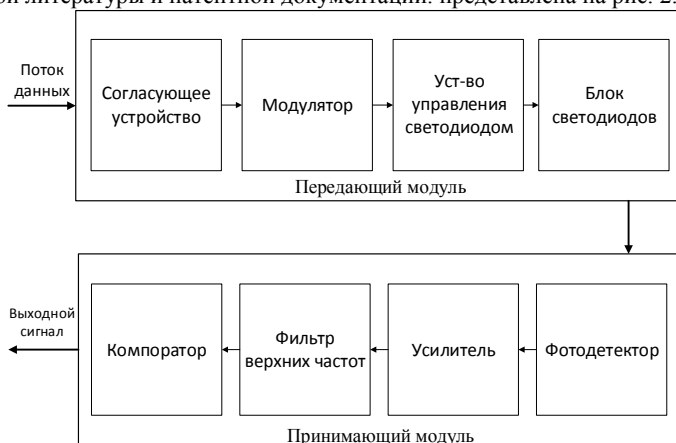 ой литературы и патентной документации: представлена на рис. 2.
Поток
данных
Согласующее
устройство
Модулятор
Уст-во
управления
светодиодом
Блок
светодиодов
Передающий модуль
Выходной
сигнал
Компоратор
Фильтр
верхних частот
Усилитель
Фотодетектор
Принимающий модуль